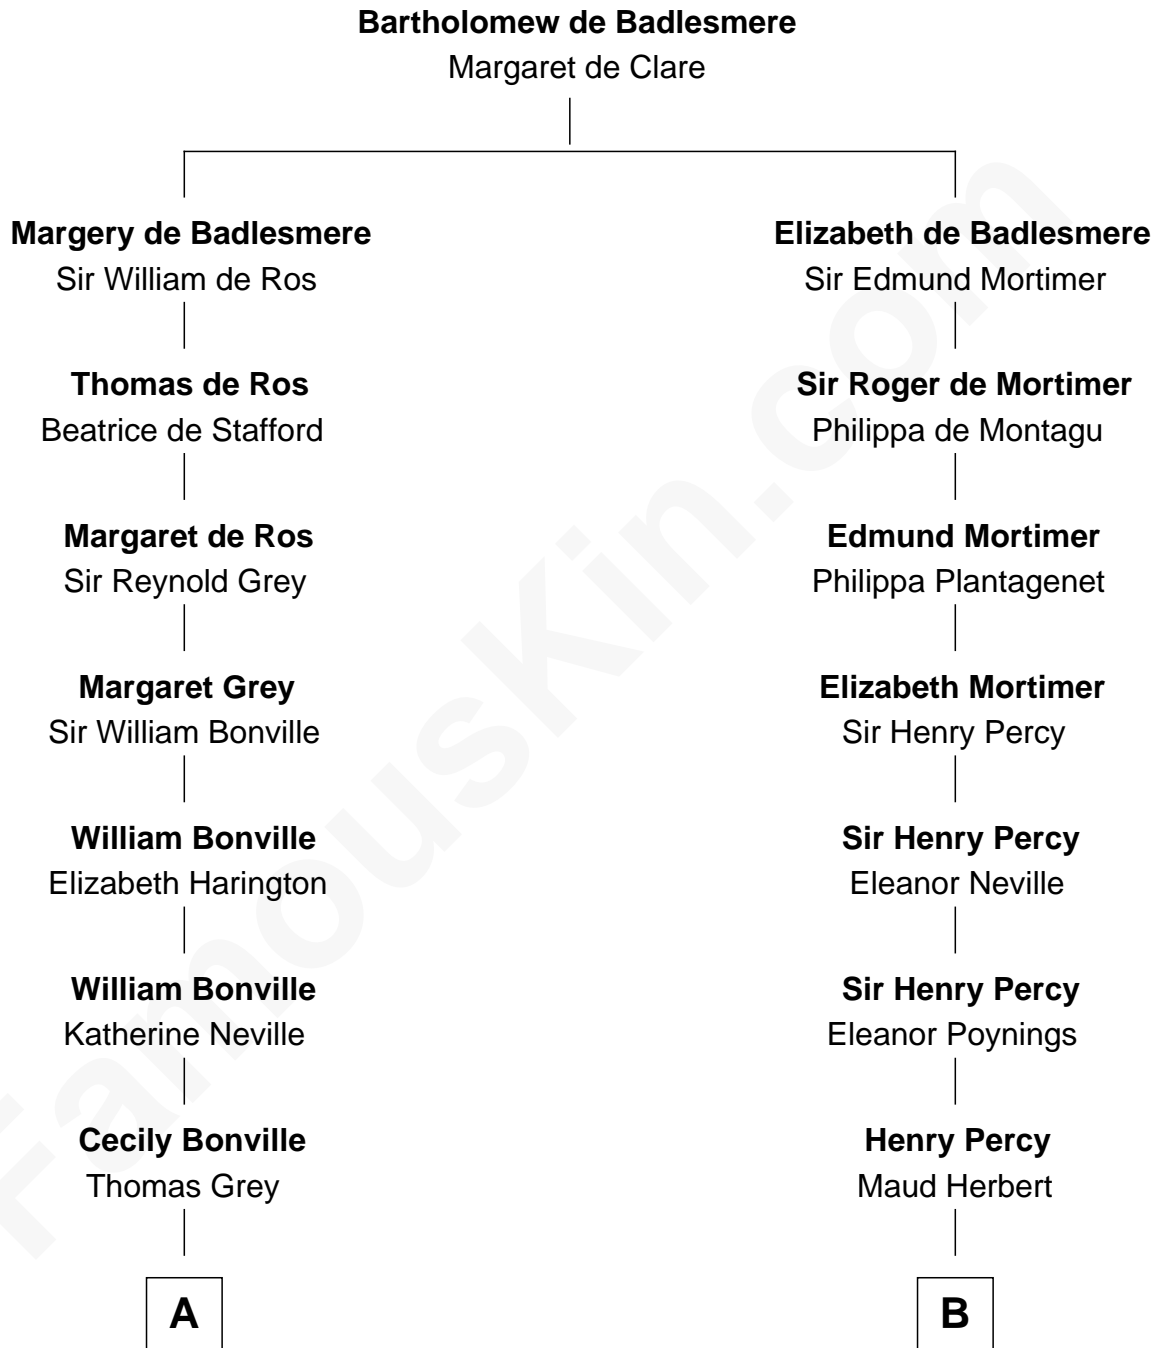 Bartholomew de Badlesmere
Margaret de Clare
Margery de Badlesmere
Sir William de Ros
Elizabeth de Badlesmere
Sir Edmund Mortimer
Thomas de Ros
Beatrice de Stafford
Sir Roger de Mortimer
Philippa de Montagu
Margaret de Ros
Sir Reynold Grey
Edmund Mortimer
Philippa Plantagenet
Margaret Grey
Sir William Bonville
Elizabeth Mortimer
Sir Henry Percy
William Bonville
Elizabeth Harington
Sir Henry Percy
Eleanor Neville
William Bonville
Katherine Neville
Sir Henry Percy
Eleanor Poynings
Cecily Bonville
Thomas Grey
Henry Percy
Maud Herbert
A
B
FamousKin.com